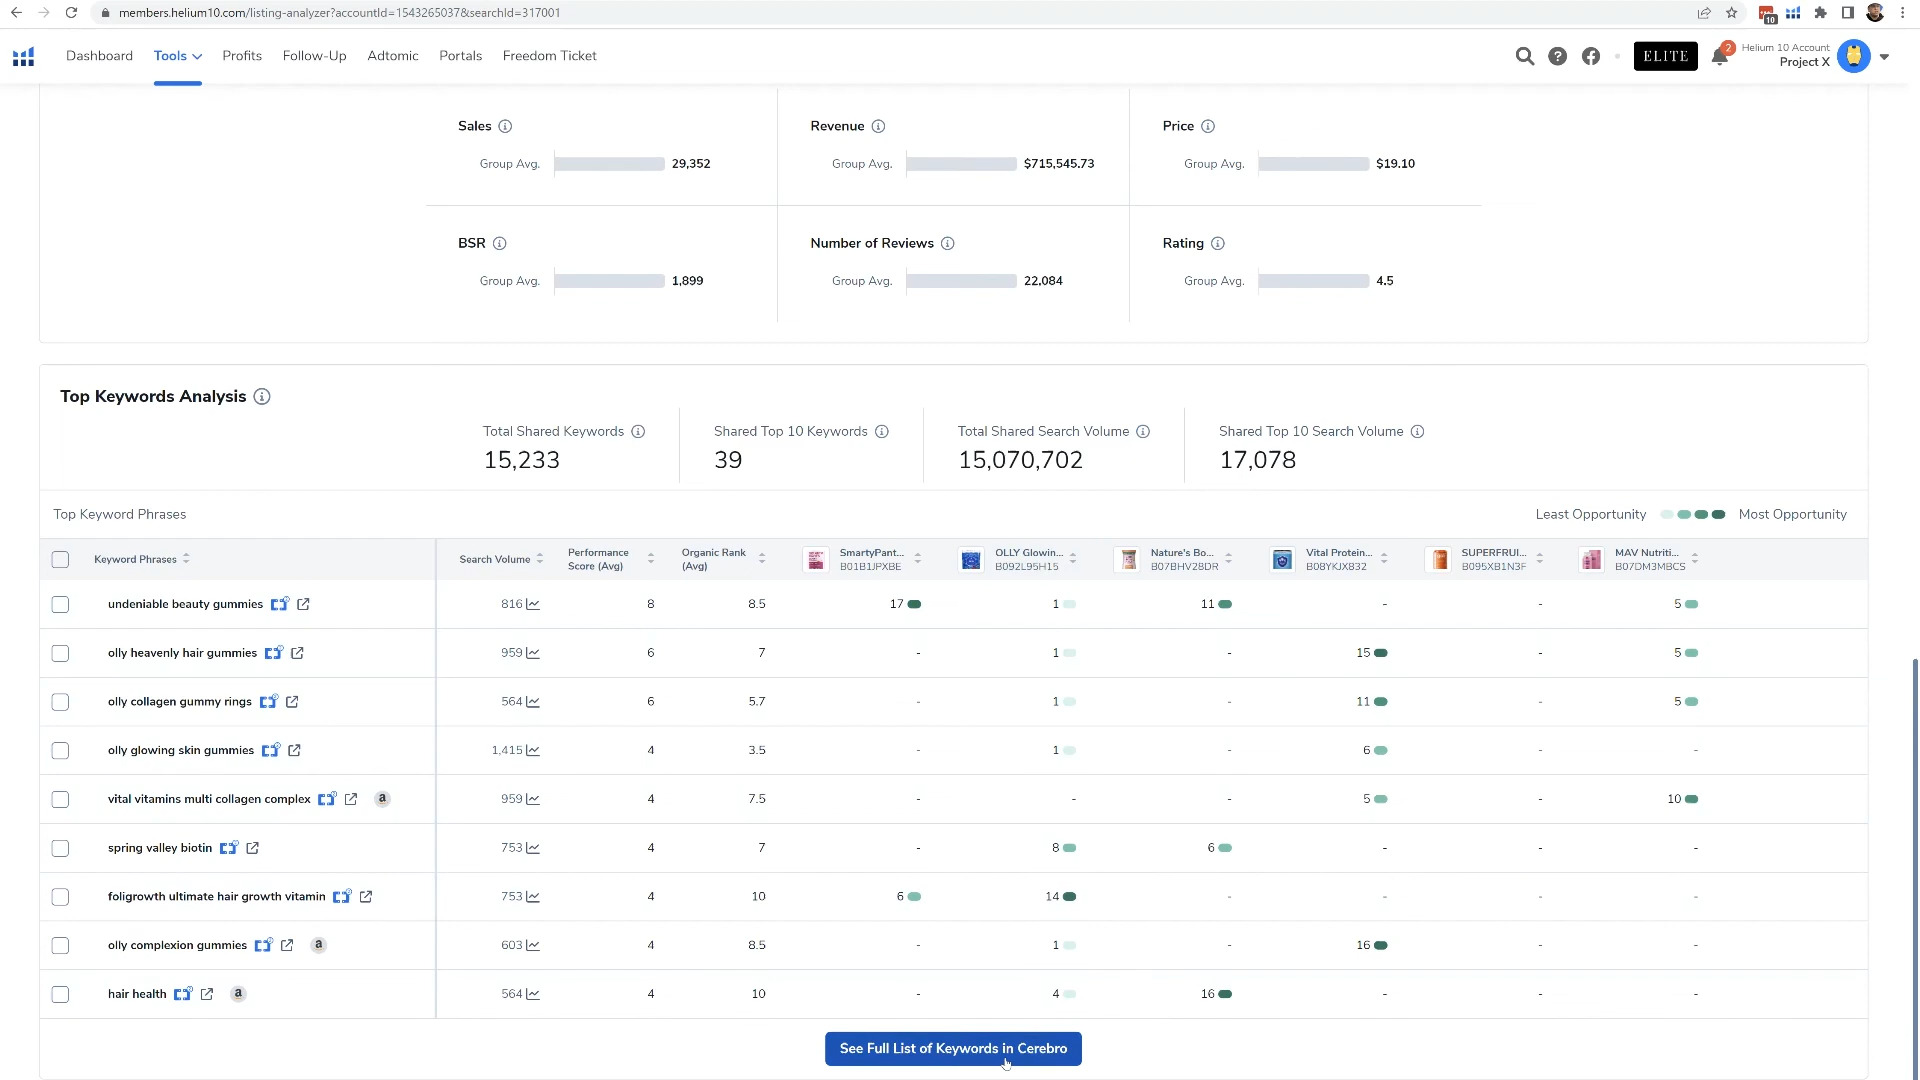 members.helium10.com/listing-analyzer?accountId=1543265037&searchId=317001
10
Dashboard Tools Profits Follow-Up Adtomic Portals Freedom Ticket
ELITE 2 Helium 10 Account
Project X
Sales Revenue Price
Group Avg. 29,352 Group Avg. $715,545.73 Group Avg. $19.10
BSR Number of Reviews Rating
Group Avg. 1,899 Group Avg. 22,084 Group Avg. 4.5
Top Keywords Analysis
Total Shared Keywords Shared Top 10 Keywords Total Shared Search Volume Shared Top 10 Search Volume
15,233 39 15,070,702 17,078
Top Keyword Phrases Least Opportunity Most Opportunity
Keyword Phrases Search Volume Performance Score (Avg) Organic Rank (Avg) SmartyPant... B01B1JPXBE OLLY Glowin... B092L95H15 Nature's Bo... B07BHV28DR Vital Protein... B08YKJX832 SUPERFRUI... B095XB1N3F MAV Nutriti... B07DM3MBCS
undeniable beauty gummies 816 8 8.5 17 1 11 - - 5
olly heavenly hair gummies 959 6 7 - 1 - 15 - 5
olly collagen gummy rings 564 6 5.7 - 1 - 11 - 5
olly glowing skin gummies 1,415 4 3.5 - 1 - 6 - -
vital vitamins multi collagen complex a 959 4 7.5 - - - 5 - 10
spring valley biotin 753 4 7 - 8 6 - - -
foligrowth ultimate hair growth vitamin 753 4 10 6 14 - - - -
olly complexion gummies a 603 4 8.5 - 1 - 16 - -
hair health a 564 4 10 - 4 16 - - -
See Full List of Keywords in Cerebro